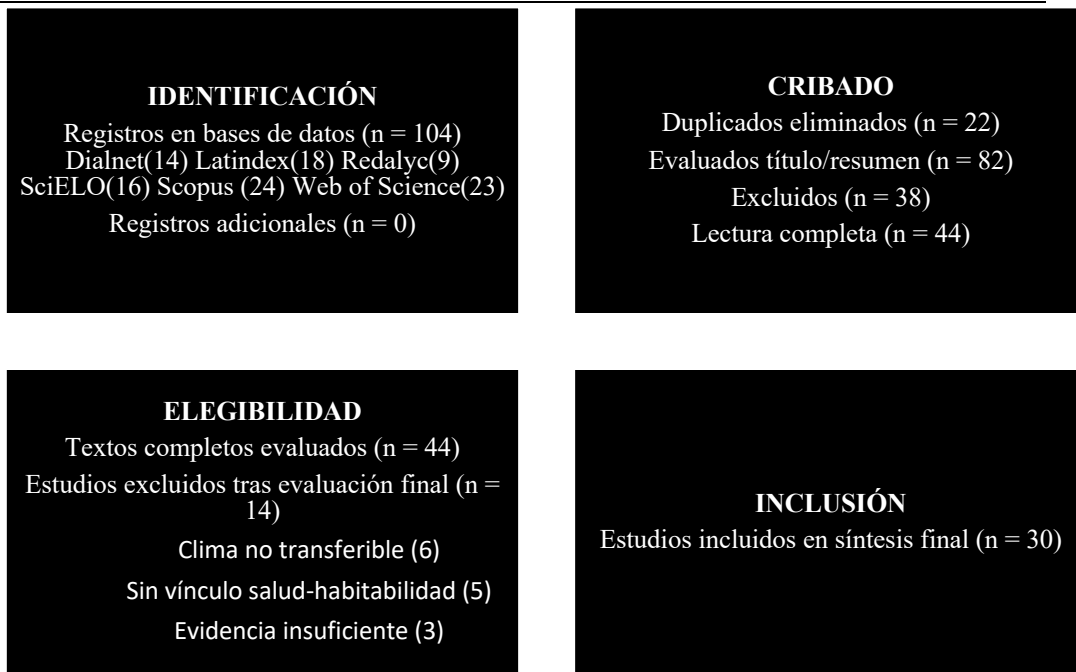 IDENTIFICACIÓN
Registros en bases de datos (n = 104)
Dialnet(14) Latindex(18) Redalyc(9)
SciELO(16) Scopus (24) Web of Science(23)
Registros adicionales (n = 0)
CRIBADO
Duplicados eliminados (n = 22)
Evaluados título/resumen (n = 82)
Excluidos (n = 38)
Lectura completa (n = 44)
ELEGIBILIDAD
Textos completos evaluados (n = 44)
Estudios excluidos tras evaluación final (n =
14)
Clima no transferible (6)
Sin vínculo salud-habitabilidad (5)
Evidencia insuficiente (3)
INCLUSIÓN
Estudios incluidos en síntesis final (n = 30)